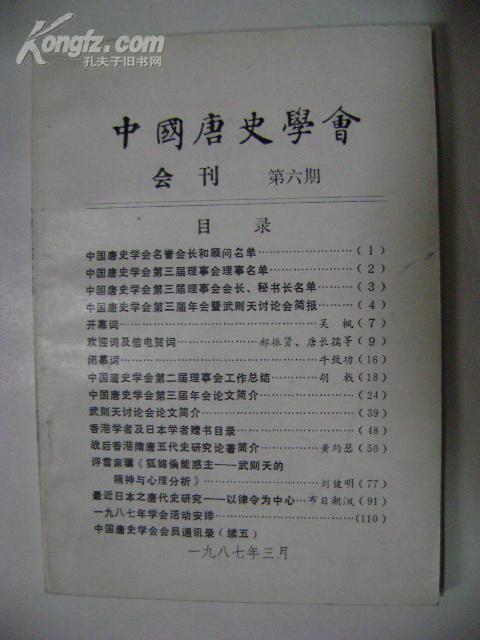 Kongfz.com
孔夫子旧书网
中國唐史學會
会刊 第六期
目 录
中国唐史学会名誉会长和顾问名单……………………(1)
中国唐史学会第三届理事会理事名单…………………(2)
中国唐史学会第三届理事会会长、秘书长名单………(3)
中国唐史学会第三届年会暨武则天讨论会简报………(4)
开幕词……………………………………………吴 枫(7)
欢迎词及信电贺词……………………郝振贤、唐长孺等(9)
闭幕词……………………………………………牛致功(16)
中国唐史学会第二届理事会工作总结…………胡 戟(18)
中国唐史学会第三届年会论文简介……………………(24)
武则天讨论会论文简介…………………………………(39)
香港学者及日本学者赠书目录…………………………(48)
战后香港隋唐五代史研究论著简介……………黄约瑟(50)
评雪家骥《狐媚偏能惑主——武则天的
精神与心理分析》………………………………刘健明(77)
最近日本之唐代史研究——以律令为中心…布目潮渢(91)
一九八七年学会活动安排………………………………(110)
中国唐史学会会员通讯录(续五)
一九八七年三月